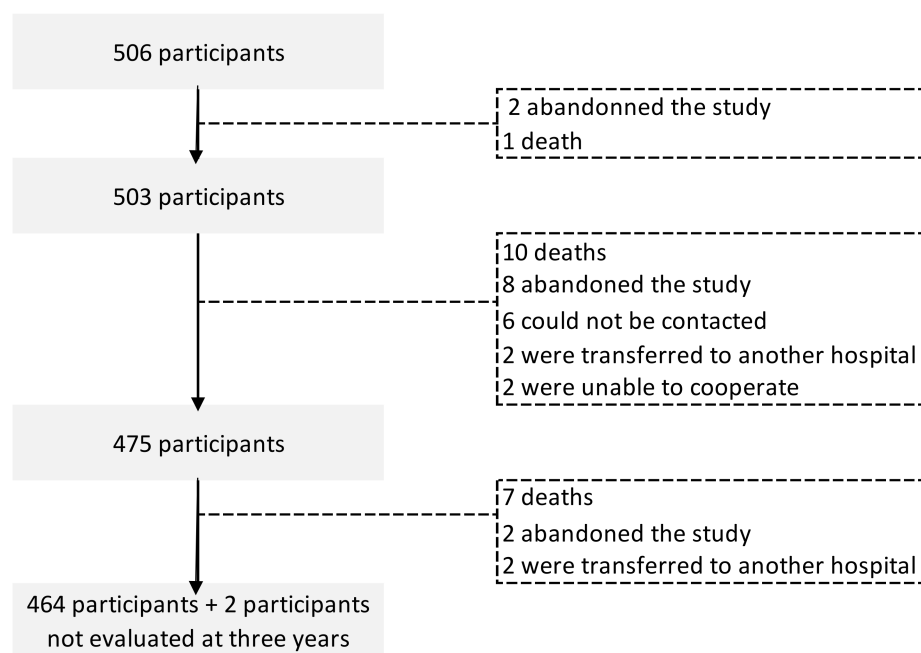 506 participants
2 abandonned the study
1 death
503 participants
10 deaths
8 abandoned the study
6 could not be contacted
2 were transferred to another hospital
2 were unable to cooperate
475 participants
7 deaths
2 abandoned the study
2 were transferred to another hospital
464 participants + 2 participants
not evaluated at three years